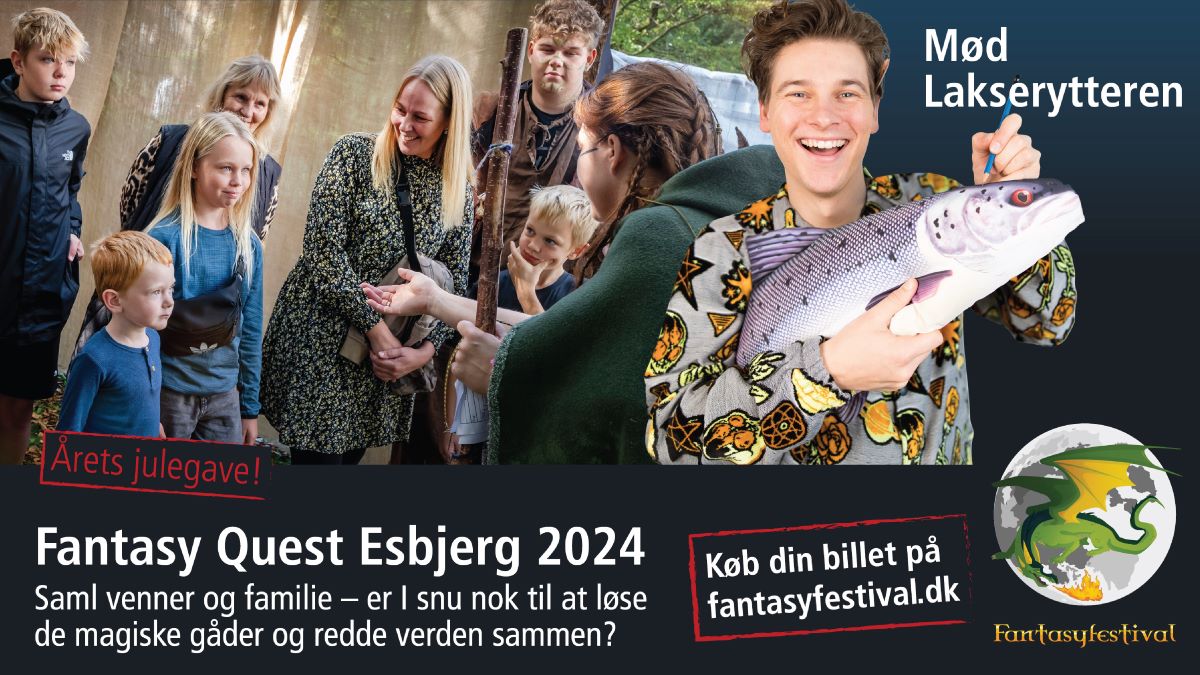 Mød
Lakserytteren
Årets julegave!
Fantasy Quest Esbjerg 2024
Saml venner og familie – er I snu nok til at løse
de magiske gåder og redde verden sammen?
Køb din billet på
fantasyfestival.dk
Fantasyfestival